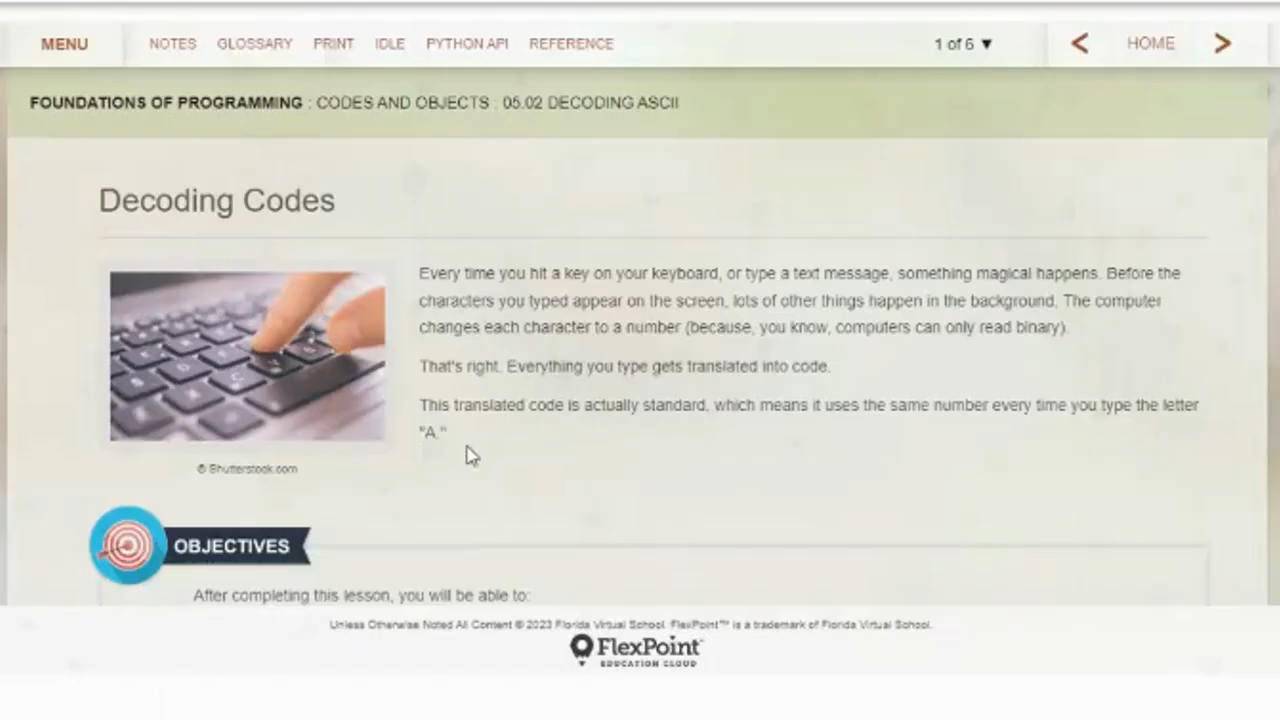 MENU NOTES GLOSSARY PRINT IDLE PYTHON API REFERENCE 1 of 6 ▼ < HOME >
FOUNDATIONS OF PROGRAMMING : CODES AND OBJECTS : 05.02 DECODING ASCII
Decoding Codes
Every time you hit a key on your keyboard, or type a text message, something magical happens. Before the
characters you typed appear on the screen, lots of other things happen in the background. The computer
changes each character to a number (because, you know, computers can only read binary).
That's right. Everything you type gets translated into code.
This translated code is actually standard, which means it uses the same number every time you type the letter
"A."
© Shutterstock.com
OBJECTIVES
After completing this lesson, you will be able to:
Unless Otherwise Noted All Content © 2023 Florida Virtual School. FlexPoint™ is a trademark of Florida Virtual School.
FlexPoint™
EDUCATION CLOUD